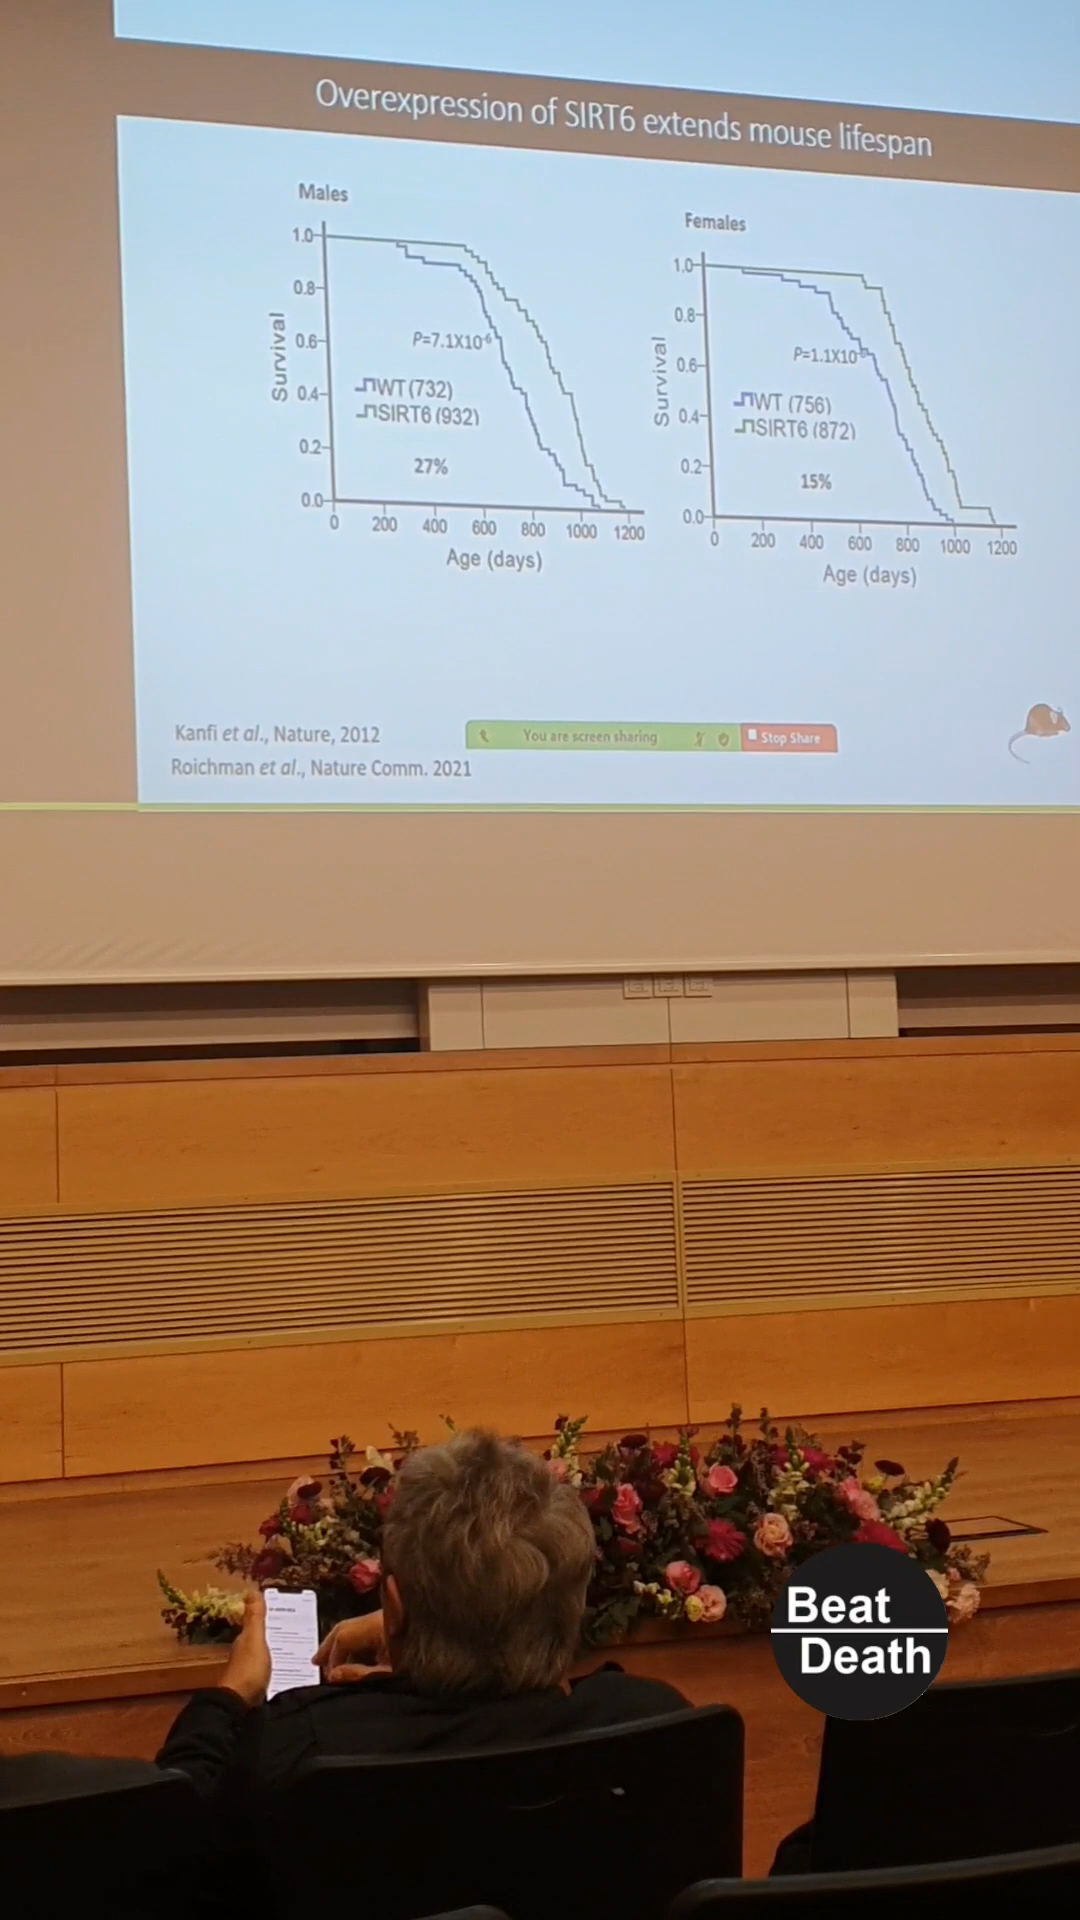 Overexpression of SIRT6 extends mouse lifespan
Males
1.0
0.8
0.6
0.4
0.2
0.0
Survival
P=7.1X10⁻⁶
WT (732)
SIRT6 (932)
27%
0 200 400 600 800 1000 1200
Age (days)
Females
1.0
0.8
0.6
0.4
0.2
0.0
Survival
P=1.1X10
WT (756)
SIRT6 (872)
15%
0 200 400 600 800 1000 1200
Age (days)
Kanfi et al., Nature, 2012
Roichman et al., Nature Comm. 2021
You are screen sharing
Stop Share
Beat
Death